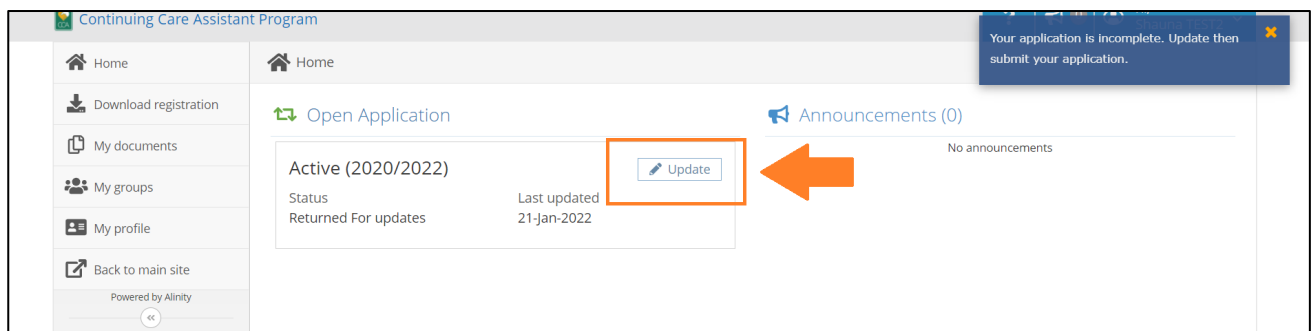 Continuing Care Assistant Program
?
Shauna TEST2
Your application is incomplete. Update then
submit your application.
Home
Download registration
My documents
My groups
My profile
Back to main site
Powered by Alinity
Home
Open Application
Active (2020/2022)
Update
Status
Last updated
Returned For updates
21-Jan-2022
Announcements (0)
No announcements